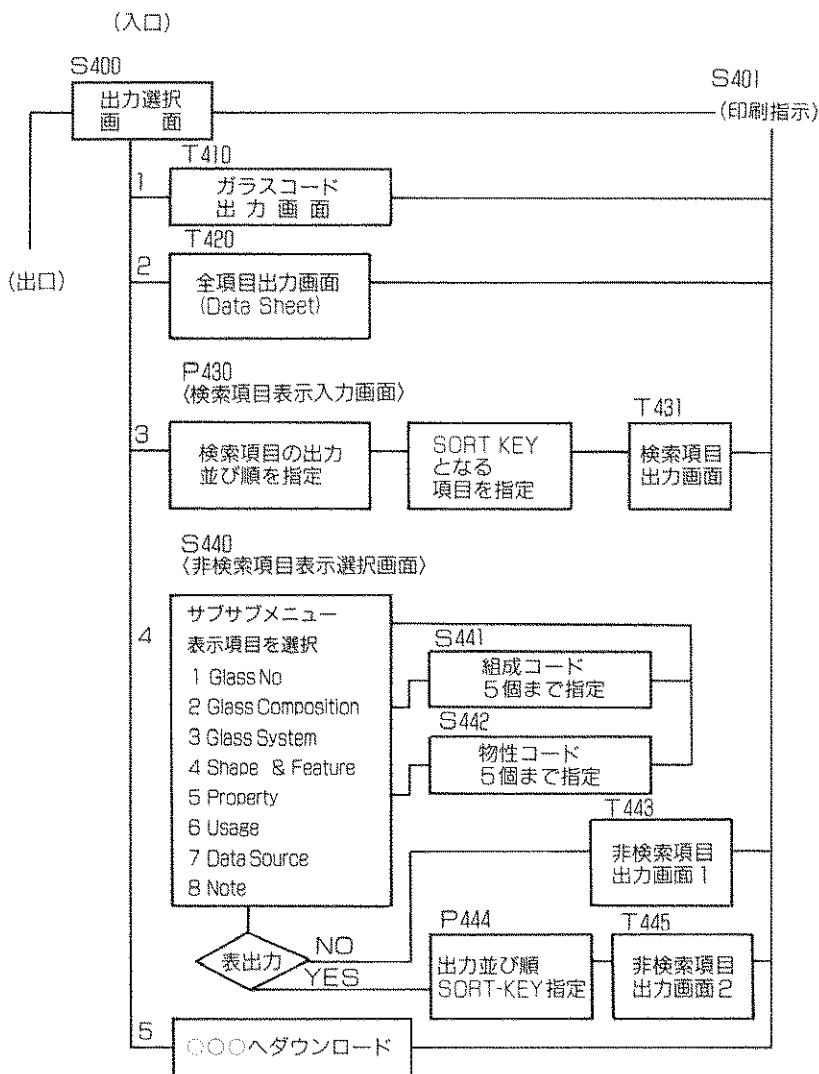 (入口)
S400
出力選択
画　面
S401
(印刷指示)
T410
1
ガラスコード
出力画面
T420
(出口)
2
全項目出力画面
(Data Sheet)
P430
〈検索項目表示入力画面〉
3
検索項目の出力
並び順を指定
SORT KEY
となる
項目を指定
T431
検索項目
出力画面
S440
〈非検索項目表示選択画面〉
4
サブサブメニュー
表示項目を選択
1 Glass No
2 Glass Composition
3 Glass System
4 Shape & Feature
5 Property
6 Usage
7 Data Source
8 Note
S441
組成コード
5個まで指定
S442
物性コード
5個まで指定
T443
非検索項目
出力画面1
表出力
NO
YES
P444
出力並び順
SORT-KEY指定
T445
非検索項目
出力画面2
5
○○○へダウンロード